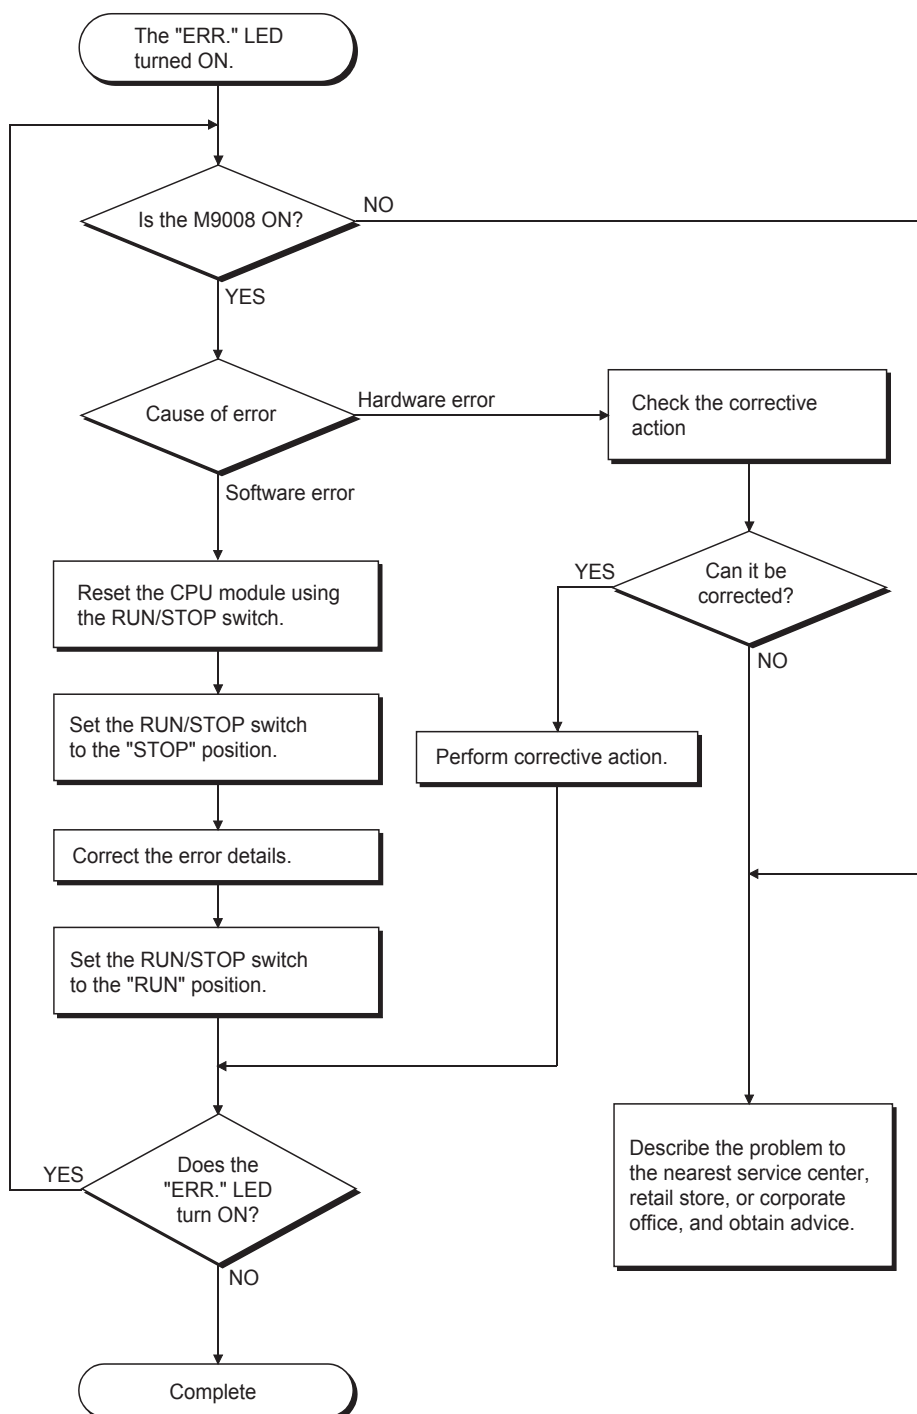 The "ERR." LED
turned ON.
Is the M9008 ON?
NO
YES
Cause of error
Hardware error
Check the corrective
action
Software error
Reset the CPU module using
the RUN/STOP switch.
YES
Can it be
corrected?
NO
Set the RUN/STOP switch
to the "STOP" position.
Perform corrective action.
Correct the error details.
Set the RUN/STOP switch
to the "RUN" position.
Describe the problem to
the nearest service center,
retail store, or corporate
office, and obtain advice.
YES
Does the
"ERR." LED
turn ON?
NO
Complete